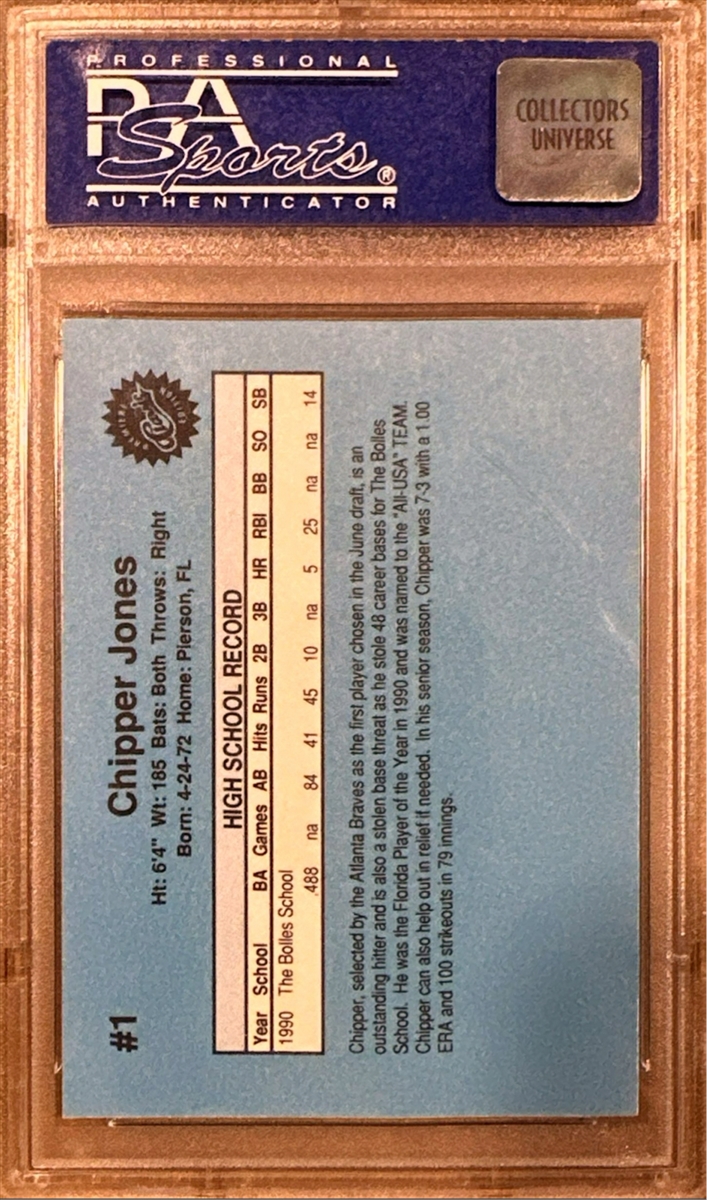 PROFESSIONAL
PSA
Sports®
AUTHENTICATOR
COLLECTORS
UNIVERSE
#1
Chipper Jones
Ht: 6'4" Wt: 185 Bats: Both Throws: Right
Born: 4-24-72 Home: Pierson, FL
Classic
HIGH SCHOOL RECORD
Year School BA Games AB Hits Runs 2B 3B HR RBI BB SO SB
1990 The Bolles School
.488 na 84 41 45 10 na 5 25 na na 14
Chipper, selected by the Atlanta Braves as the first player chosen in the June draft, is an
outstanding hitter and is also a stolen base threat as he stole 48 career bases for The Bolles
School. He was the Florida Player of the Year in 1990 and was named to the "All-USA" TEAM.
Chipper can also help out in relief if needed. In his senior season, Chipper was 7-3 with a 1.00
ERA and 100 strikeouts in 79 innings.